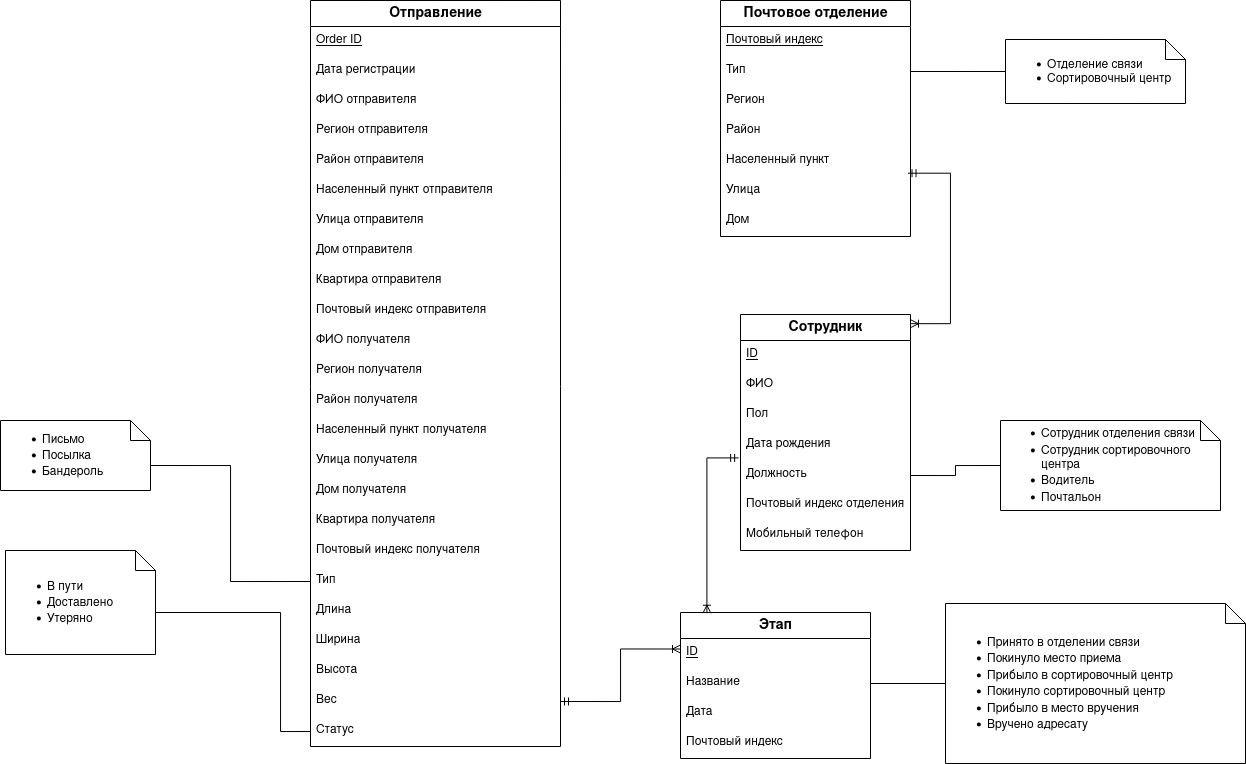 Отправление
Order ID
Дата регистрации
ФИО отправителя
Регион отправителя
Район отправителя
Населенный пункт отправителя
Улица отправителя
Дом отправителя
Квартира отправителя
Почтовый индекс отправителя
ФИО получателя
Регион получателя
Район получателя
Населенный пункт получателя
Улица получателя
Дом получателя
Квартира получателя
Почтовый индекс получателя
Тип
Длина
Ширина
Высота
Вес
Статус
Письмо
Посылка
Бандероль
В пути
Доставлено
Утеряно
Почтовое отделение
Почтовый индекс
Тип
Регион
Район
Населенный пункт
Улица
Дом
Отделение связи
Сортировочный центр
Сотрудник
ID
ФИО
Пол
Дата рождения
Должность
Почтовый индекс отделения
Мобильный телефон
Сотрудник отделения связи
Сотрудник сортировочного
центра
Водитель
Почтальон
Этап
ID
Название
Дата
Почтовый индекс
Принято в отделении связи
Покинуло место приема
Прибыло в сортировочный центр
Покинуло сортировочный центр
Прибыло в место вручения
Вручено адресату